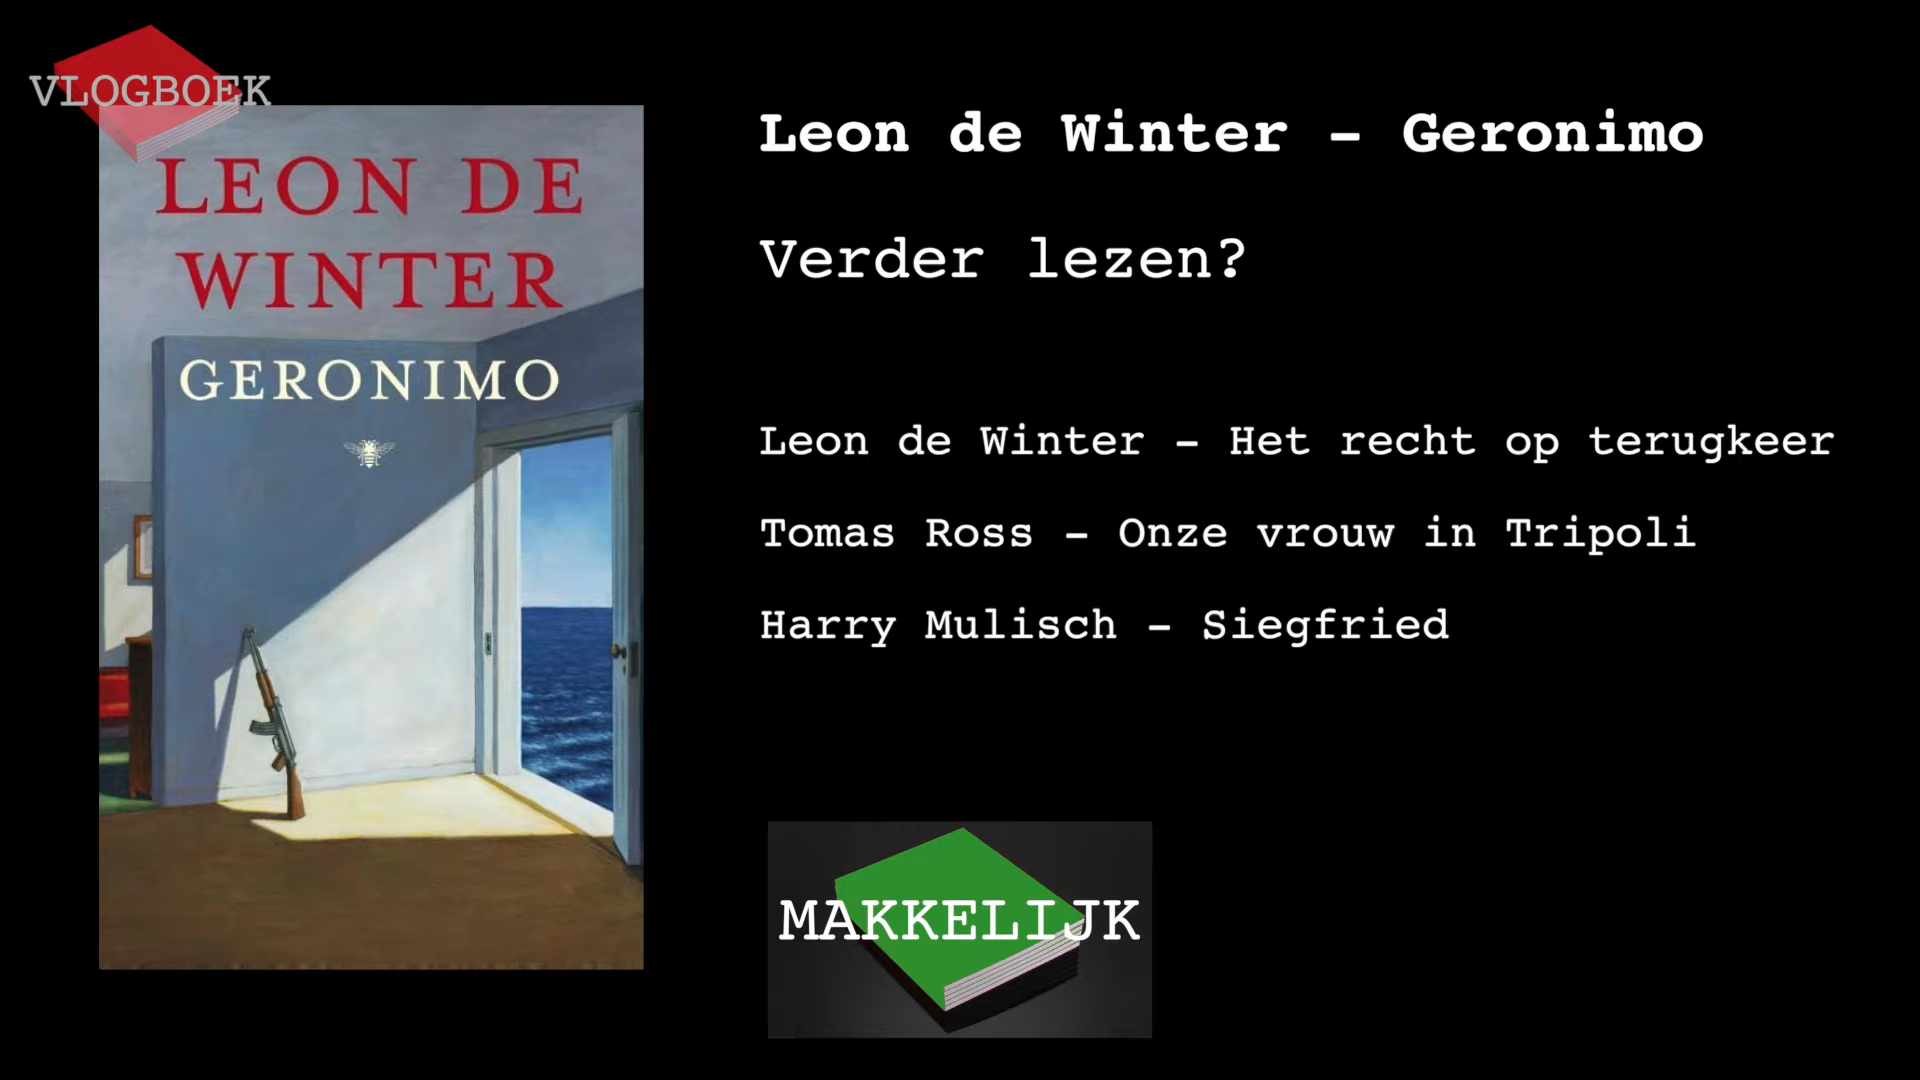 VLOGBOEK
LEON DE
WINTER
GERONIMO
Leon de Winter - Geronimo
Verder lezen?
Leon de Winter - Het recht op terugkeer
Tomas Ross - Onze vrouw in Tripoli
Harry Mulisch - Siegfried
MAKKELIJK